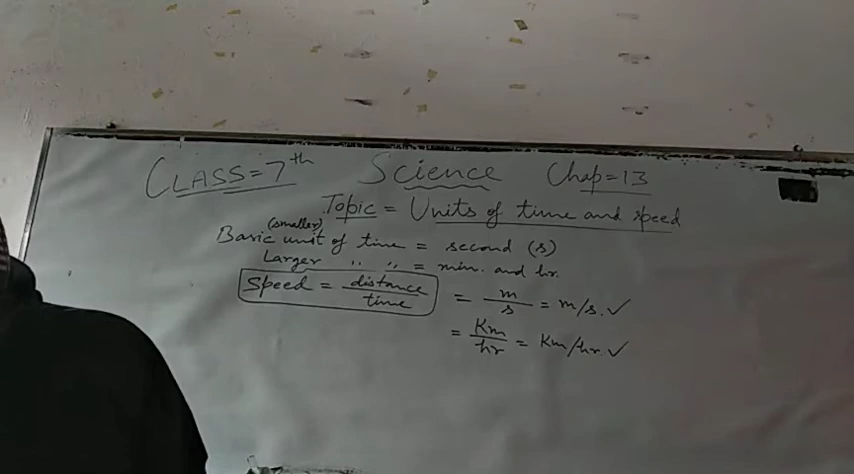 CLASS=7th Science Chap=13
Topic = Units of time and speed
(smaller)
Basic unit of time = second (s)
Larger ,, ,, = min. and hr.
Speed = distance/time = m/s = m/s. ✓
= Km/hr = Km/hr. ✓